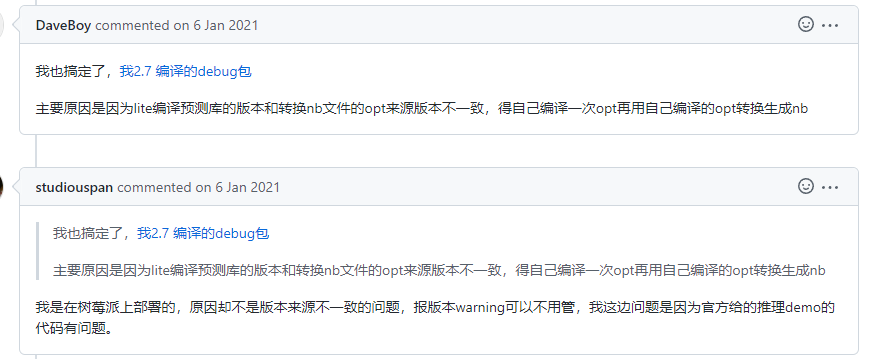 DaveBoy commented on 6 Jan 2021
我也搞定了，我2.7 编译的debug包
主要原因是因为lite编译预测库的版本和转换nb文件的opt来源版本不一致，得自己编译一次opt再用自己编译的opt转换生成nb
studiouspan commented on 6 Jan 2021
我也搞定了，我2.7 编译的debug包
主要原因是因为lite编译预测库的版本和转换nb文件的opt来源版本不一致，得自己编译一次opt再用自己编译的opt转换生成nb
我是在树莓派上部署的，原因却不是版本来源不一致的问题，报版本warning可以不用管，我这边问题是因为官方给的推理demo的
代码有问题。